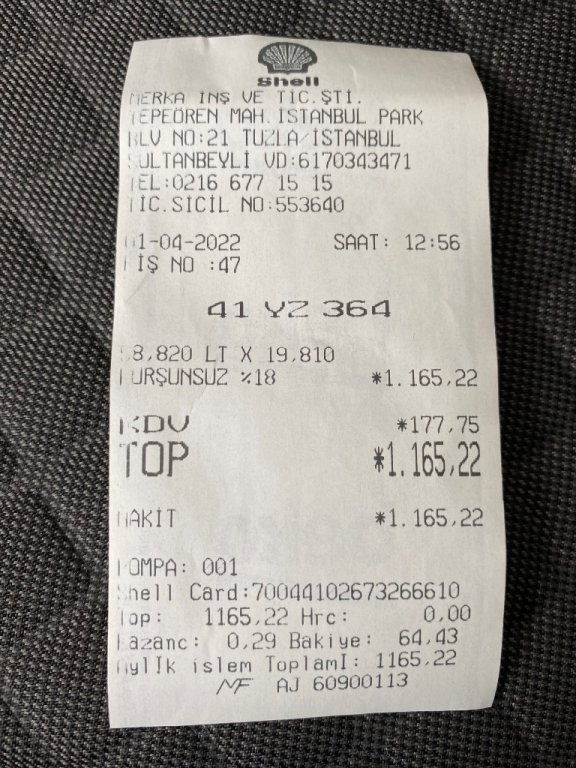 Shell
MERKA INŞ VE TİC.ŞTİ.
TEPEÖREN MAH.İSTANBUL PARK
BLV NO:21 TUZLA/İSTANBUL
SULTANBEYLİ VD:6170343471
TEL:0216 677 15 15
TİC.SİCİL NO:553640
01-04-2022 SAAT: 12:56
FİŞ NO :47
41 YZ 364
58,820 LT X 19,810
KURŞUNSUZ %18 *1.165,22
KDV *177,75
TOP *1.165,22
NAKİT *1.165,22
POMPA: 001
Shell Card:70044102673266610
Top: 1165,22 Hrc: 0,00
Kazanc: 0,29 Bakiye: 64,43
AylIk islem ToplamI: 1165,22
MF AJ 60900113